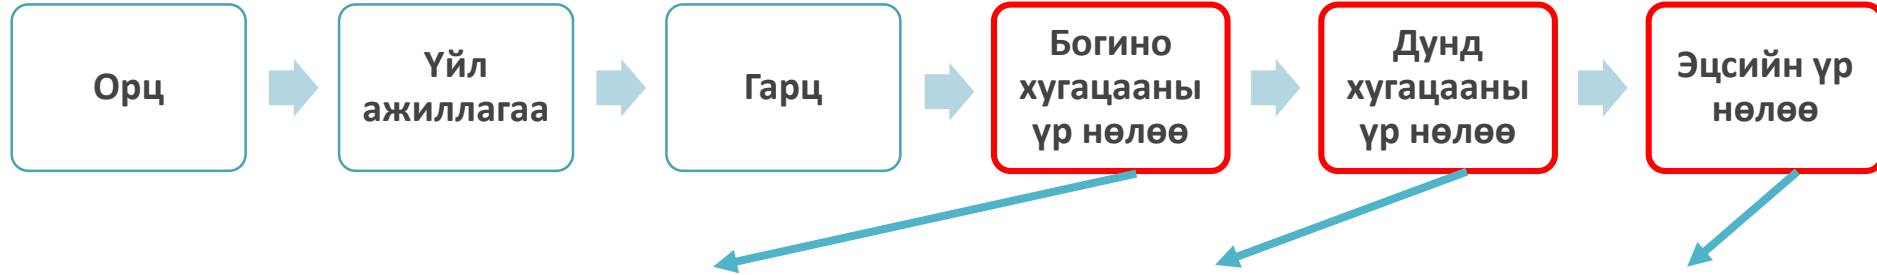 Орц
Үйл
ажиллагаа
Гарц
Богино
хугацааны
үр нөлөө
Дунд
хугацааны
үр нөлөө
Эцсийн үр
нөлөө